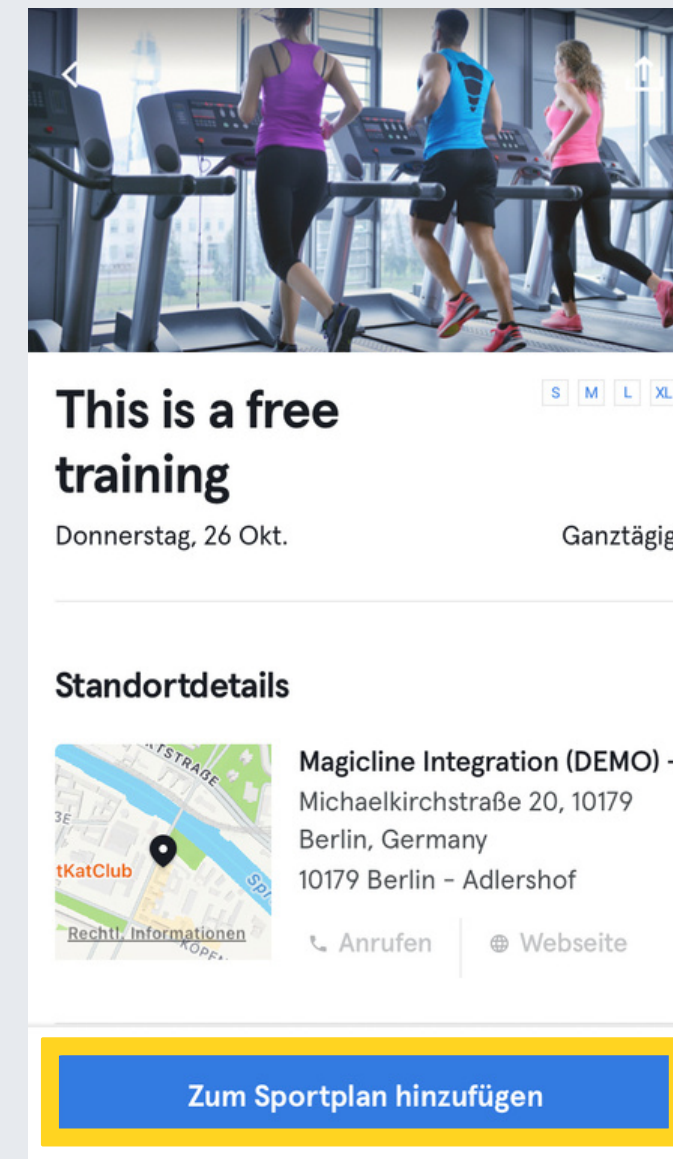 This is a free
training
S M L XL
Donnerstag, 26 Okt.
Ganztägig
Standortdetails
Magicline Integration (DEMO) -
Michaelkirchstraße 20, 10179
Berlin, Germany
10179 Berlin - Adlershof
tKatClub
Rechtl. Informationen
Anrufen
Webseite
Zum Sportplan hinzufügen